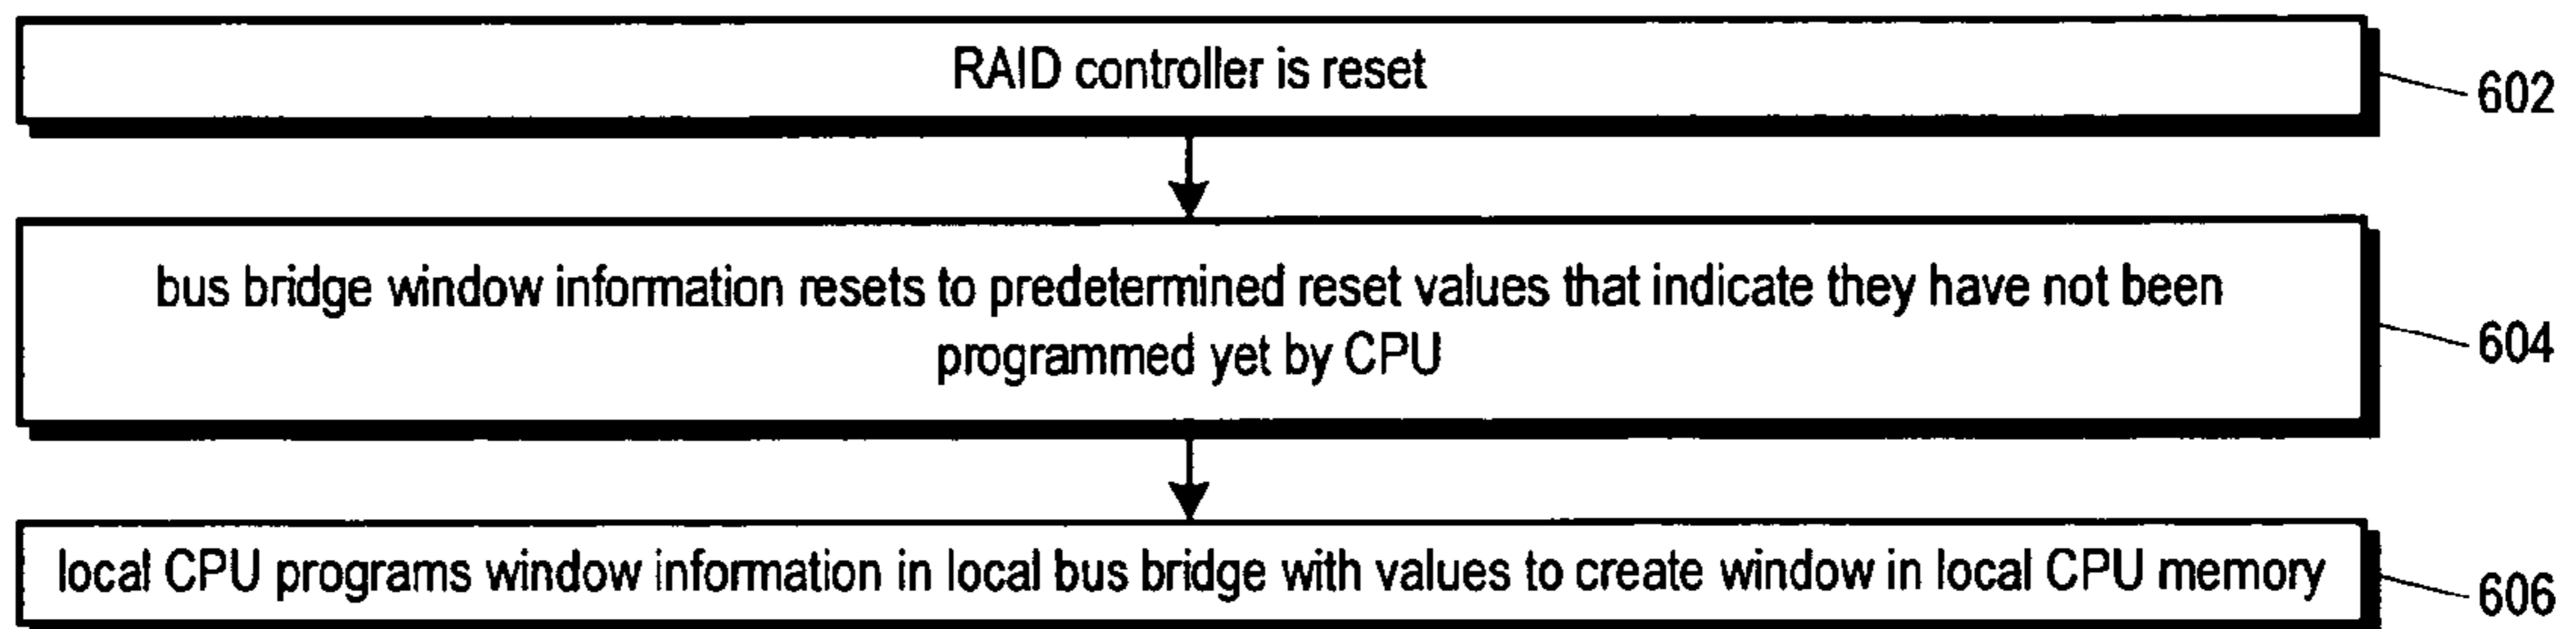 RAID controller is reset
602
bus bridge window information resets to predetermined reset values that indicate they have not been
programmed yet by CPU
604
local CPU programs window information in local bus bridge with values to create window in local CPU memory
606